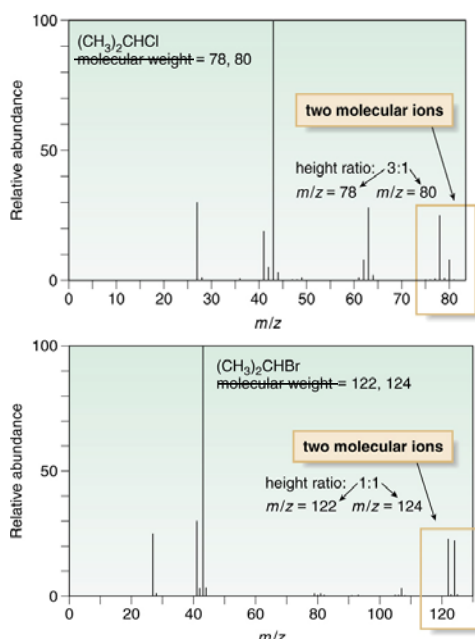 100
(CH₃)₂CHCl
molecular weight = 78, 80
two molecular ions
Relative abundance
50
height ratio: 3:1
m/z = 78 m/z = 80
0
0 10 20 30 40 50 60 70 80
m/z
100
(CH₃)₂CHBr
molecular weight = 122, 124
two molecular ions
Relative abundance
50
height ratio: 1:1
m/z = 122 m/z = 124
0
0 20 40 60 80 100 120
m/z